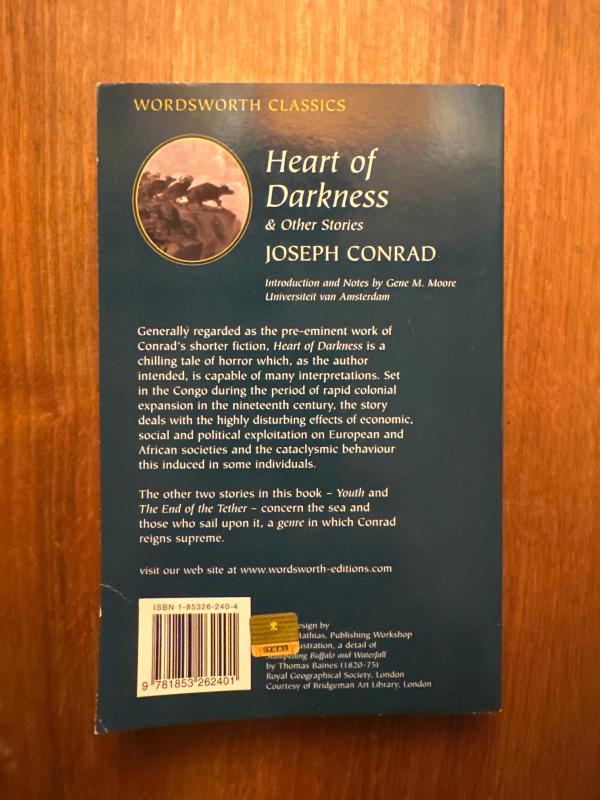 WORDSWORTH CLASSICS
Heart of
Darkness
& Other Stories
JOSEPH CONRAD
Introduction and Notes by Gene M. Moore
Universiteit van Amsterdam
Generally regarded as the pre-eminent work of
Conrad's shorter fiction, Heart of Darkness is a
chilling tale of horror which, as the author
intended, is capable of many interpretations. Set
in the Congo during the period of rapid colonial
expansion in the nineteenth century, the story
deals with the highly disturbing effects of economic,
social and political exploitation on European and
African societies and the cataclysmic behaviour
this induced in some individuals.
The other two stories in this book – Youth and
The End of the Tether – concern the sea and
those who sail upon it, a genre in which Conrad
reigns supreme.
visit our web site at www.wordsworth-editions.com
ISBN 1-85326-240-4
9 781853 262401
ITRAL
esign by
Mathias, Publishing Workshop
ustration, a detail of
Stampeding Buffalo and Waterfall
by Thomas Baines (1820–75)
Royal Geographical Society, London
Courtesy of Bridgeman Art Library, London